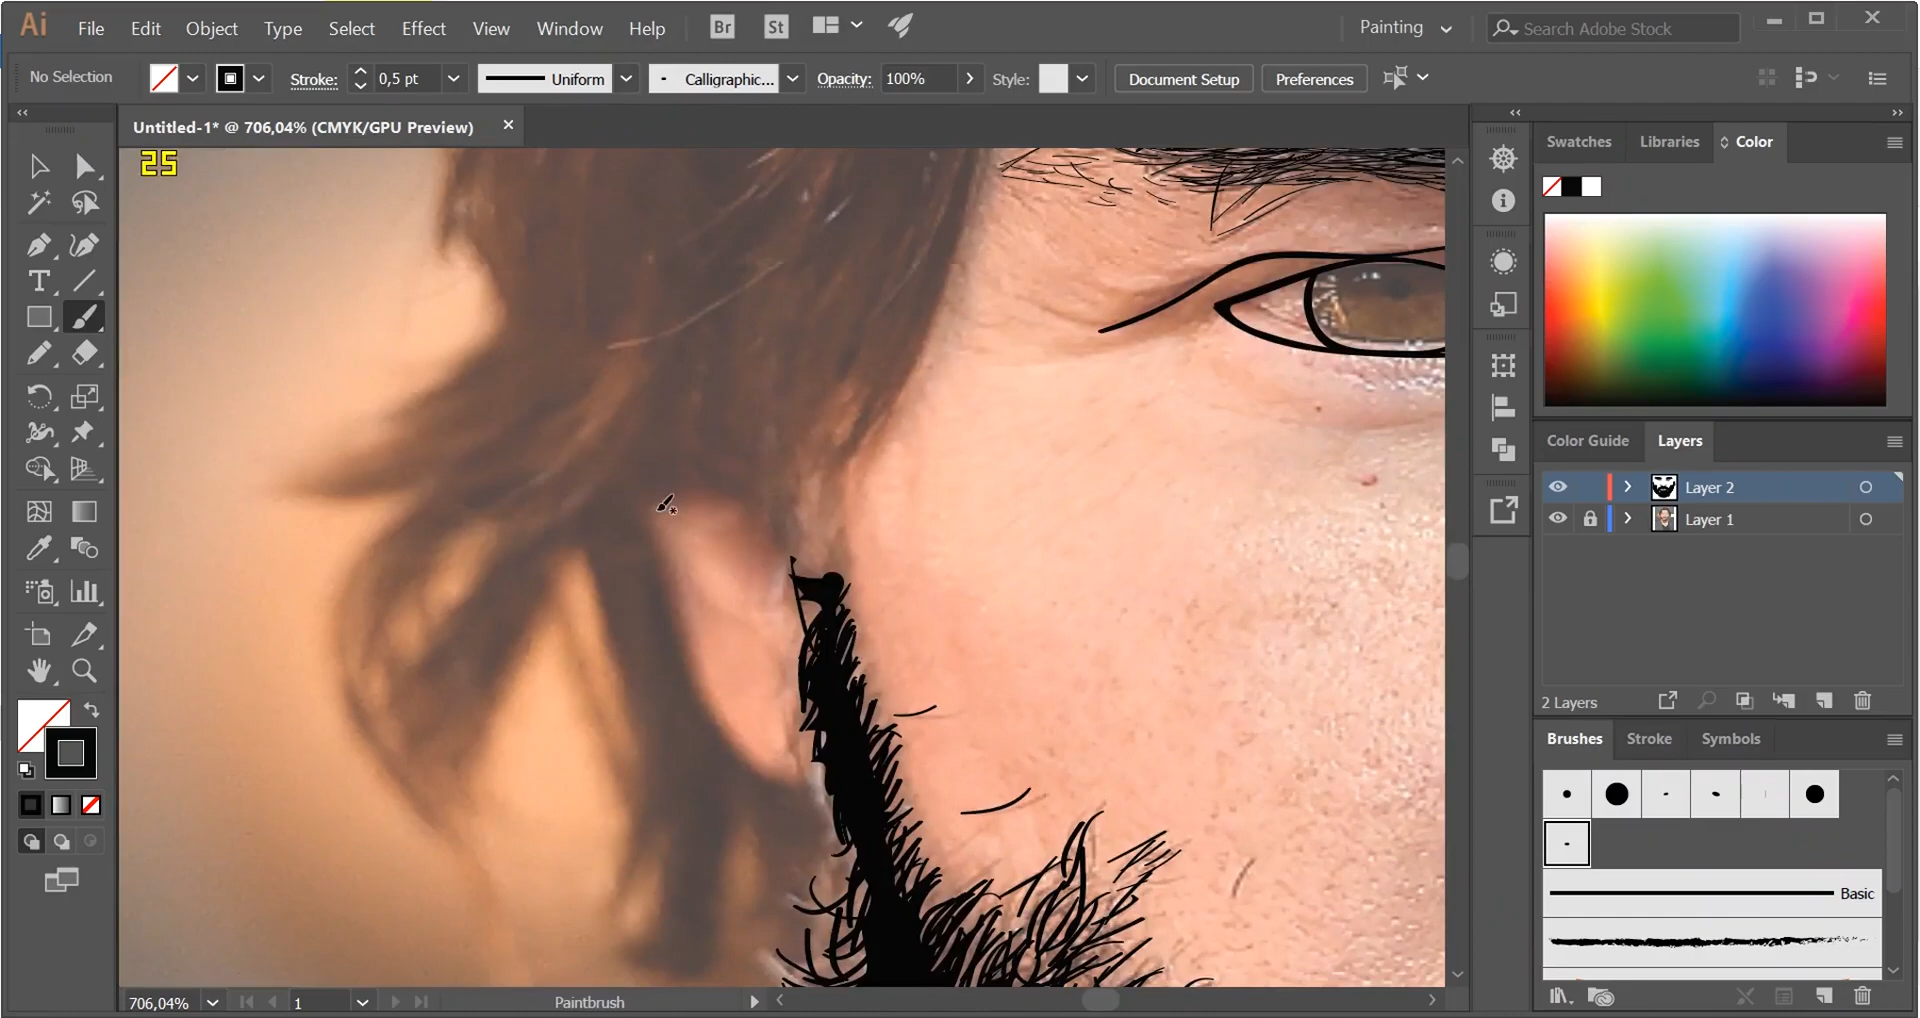 Ai File Edit Object Type Select Effect View Window Help Br St Painting Search Adobe Stock
No Selection Stroke: 0,5 pt Uniform Calligraphic... Opacity: 100% Style: Document Setup Preferences
Untitled-1* @ 706,04% (CMYK/GPU Preview)
25
Swatches Libraries Color
Color Guide Layers
Layer 2
Layer 1
2 Layers
Brushes Stroke Symbols
Basic
706,04% 1 Paintbrush